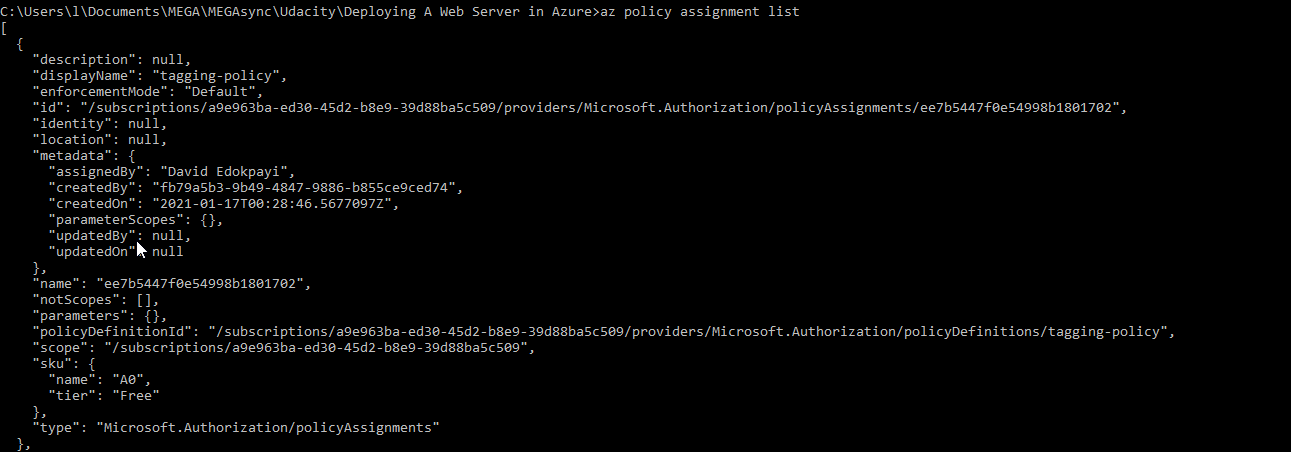 C:\Users\l\Documents\MEGA\MEGAsync\Udacity\Deploying A Web Server in Azure>az policy assignment list
[
  {
    "description": null,
    "displayName": "tagging-policy",
    "enforcementMode": "Default",
    "id": "/subscriptions/a9e963ba-ed30-45d2-b8e9-39d88ba5c509/providers/Microsoft.Authorization/policyAssignments/ee7b5447f0e54998b1801702",
    "identity": null,
    "location": null,
    "metadata": {
      "assignedBy": "David Edokpayi",
      "createdBy": "fb79a5b3-9b49-4847-9886-b855ce9ced74",
      "createdOn": "2021-01-17T00:28:46.5677097Z",
      "parameterScopes": {},
      "updatedBy": null,
      "updatedOn": null
    },
    "name": "ee7b5447f0e54998b1801702",
    "notScopes": [],
    "parameters": {},
    "policyDefinitionId": "/subscriptions/a9e963ba-ed30-45d2-b8e9-39d88ba5c509/providers/Microsoft.Authorization/policyDefinitions/tagging-policy",
    "scope": "/subscriptions/a9e963ba-ed30-45d2-b8e9-39d88ba5c509",
    "sku": {
      "name": "A0",
      "tier": "Free"
    },
    "type": "Microsoft.Authorization/policyAssignments"
  },